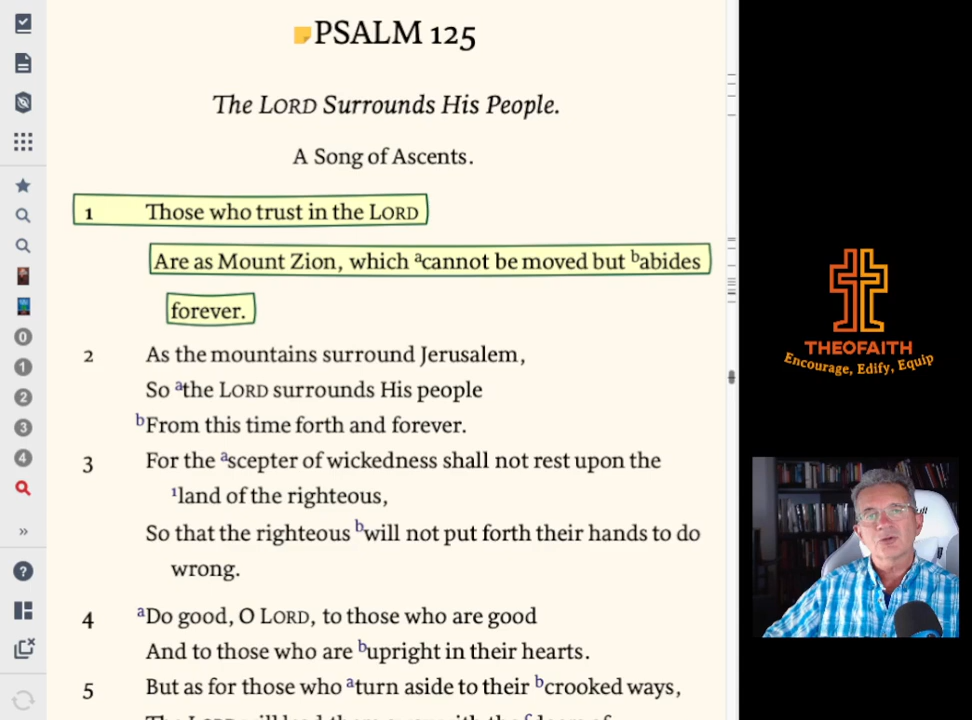 PSALM 125
The LORD Surrounds His People.
A Song of Ascents.
1 Those who trust in the LORD
Are as Mount Zion, which ᵃcannot be moved but ᵇabides
forever.
2 As the mountains surround Jerusalem,
So ᵃthe LORD surrounds His people
ᵇFrom this time forth and forever.
3 For the ᵃscepter of wickedness shall not rest upon the
¹land of the righteous,
So that the righteous ᵇwill not put forth their hands to do
wrong.
4 ᵃDo good, O LORD, to those who are good
And to those who are ᵇupright in their hearts.
5 But as for those who ᵃturn aside to their ᵇcrooked ways,
0
1
2
3
4
»
?
THEOFAITH
Encourage, Edify, Equip